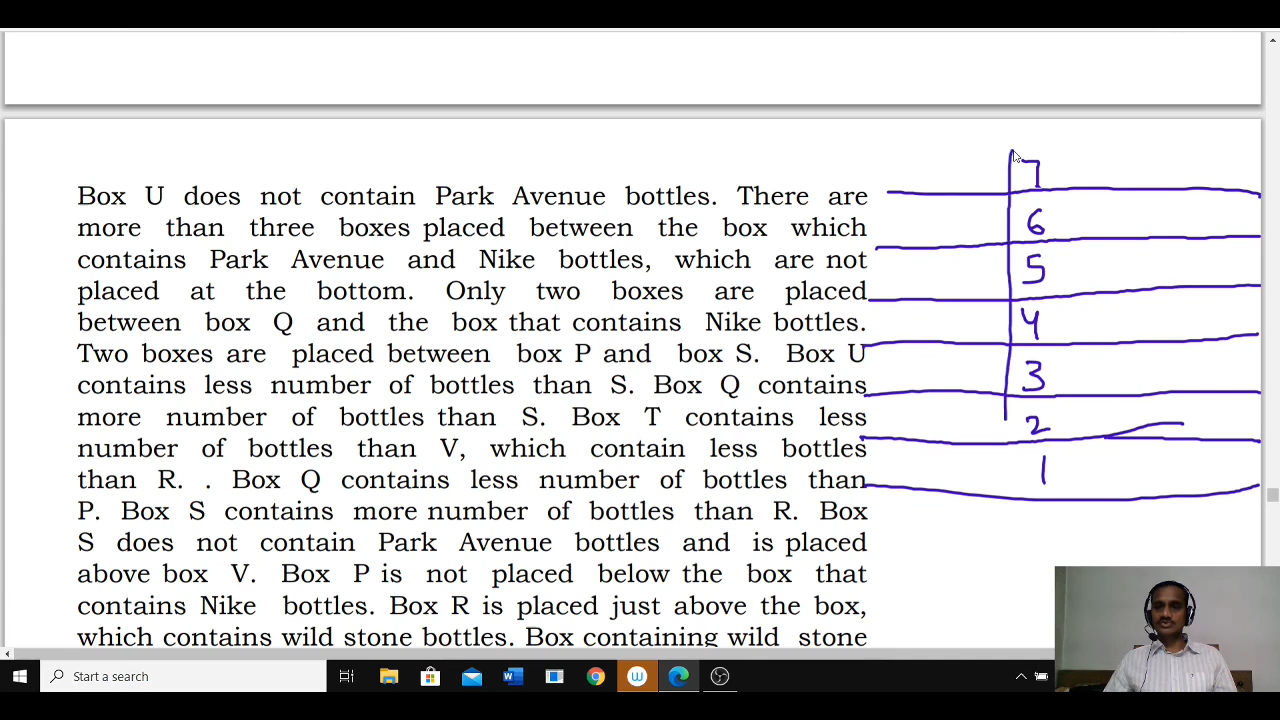 Box U does not contain Park Avenue bottles. There are
more than three boxes placed between the box which
contains Park Avenue and Nike bottles, which are not
placed at the bottom. Only two boxes are placed
between box Q and the box that contains Nike bottles.
Two boxes are placed between box P and box S. Box U
contains less number of bottles than S. Box Q contains
more number of bottles than S. Box T contains less
number of bottles than V, which contain less bottles
than R. . Box Q contains less number of bottles than
P. Box S contains more number of bottles than R. Box
S does not contain Park Avenue bottles and is placed
above box V. Box P is not placed below the box that
contains Nike bottles. Box R is placed just above the box,
which contains wild stone bottles. Box containing wild stone
7
6
5
4
3
2
1
Start a search